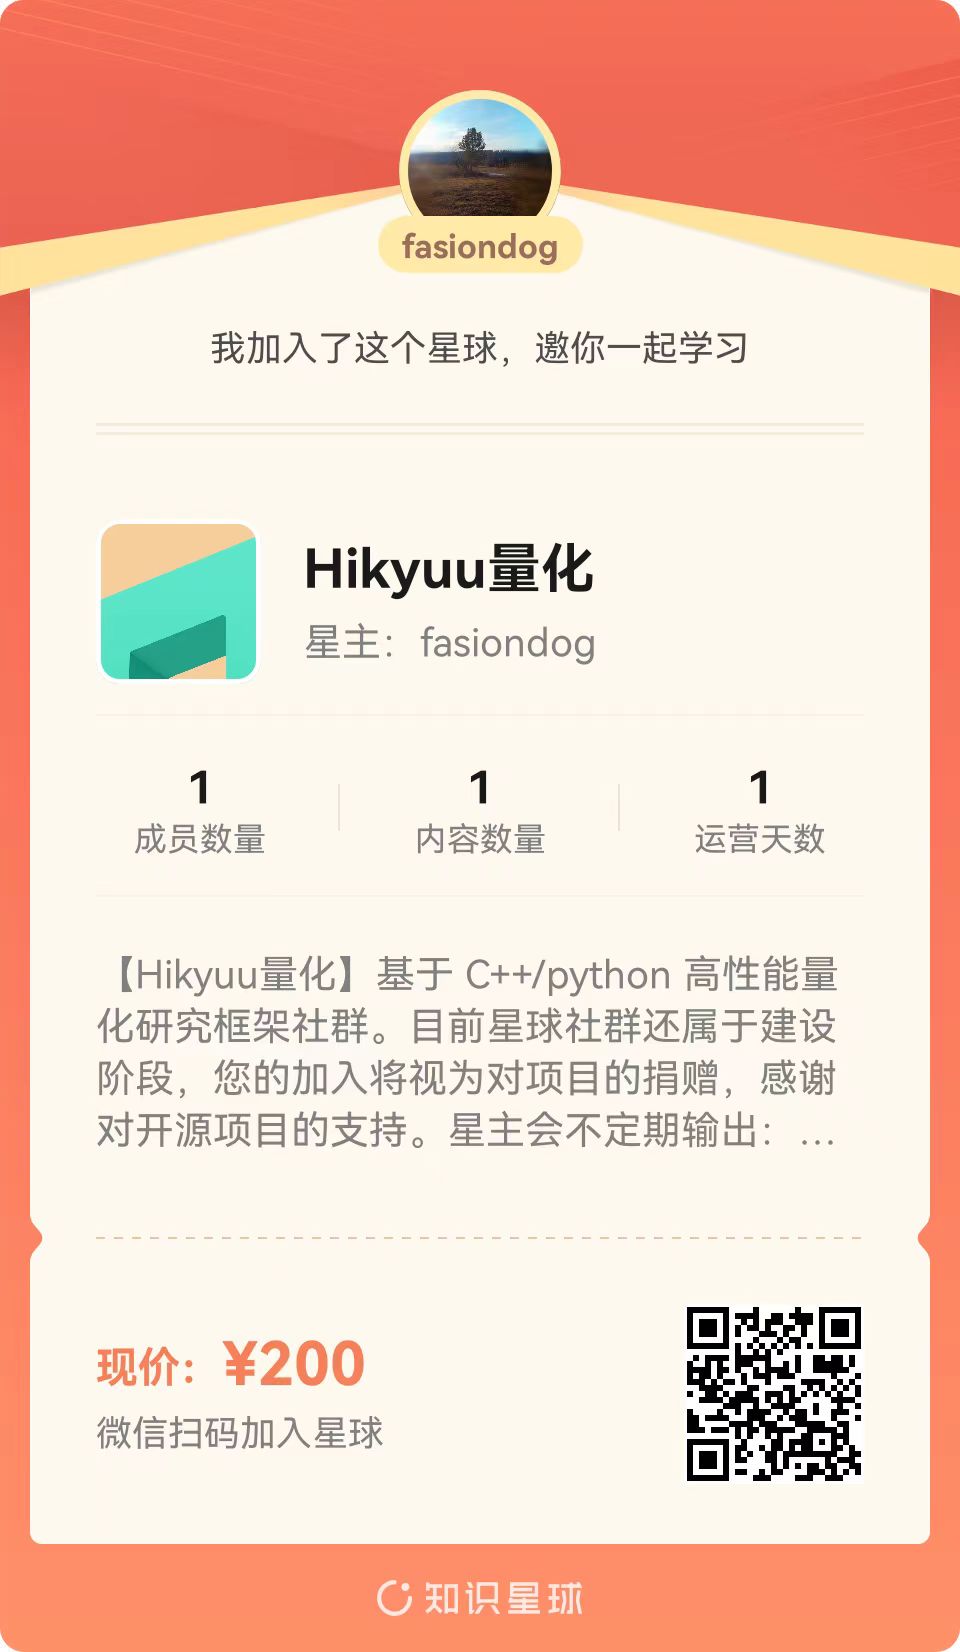 fasiondog
我加入了这个星球，邀你一起学习
Hikyuu量化
星主：fasiondog
1
成员数量
1
内容数量
1
运营天数
【Hikyuu量化】基于 C++/python 高性能量
化研究框架社群。目前星球社群还属于建设
阶段，您的加入将视为对项目的捐赠，感谢
对开源项目的支持。星主会不定期输出：…
现价：¥200
微信扫码加入星球
知识星球